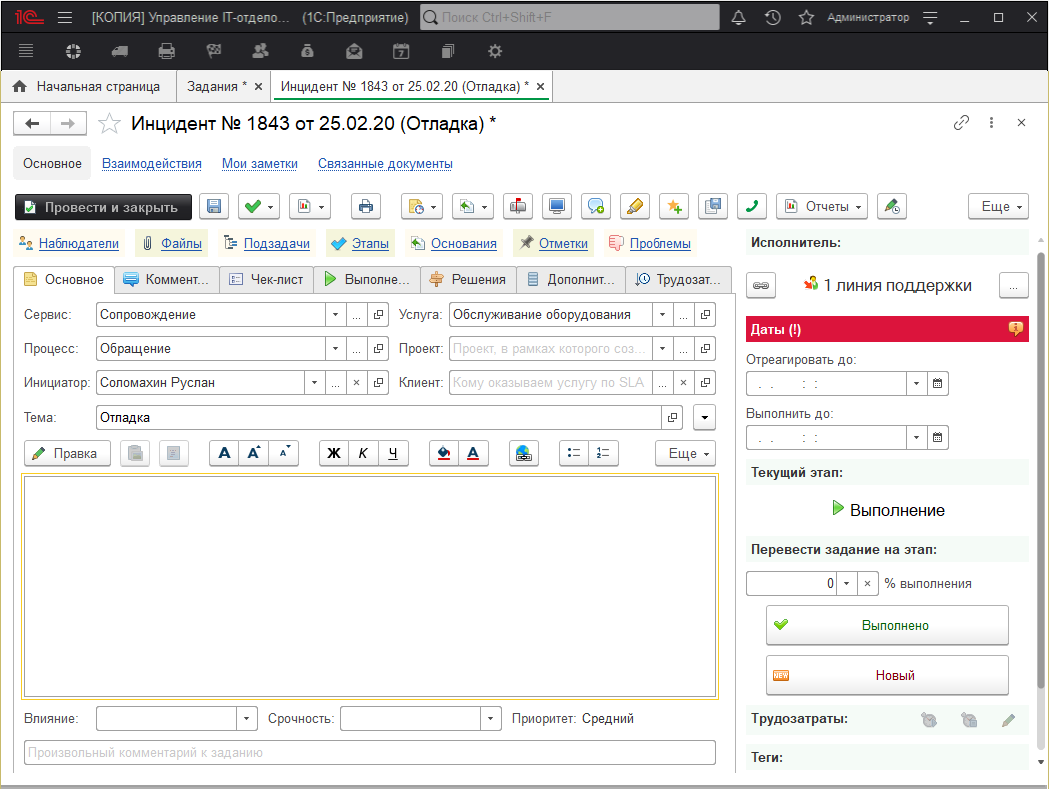 [КОПИЯ] Управление IT-отдело... (1С:Предприятие) Поиск Ctrl+Shift+F Администратор
Начальная страница Задания * × Инцидент № 1843 от 25.02.20 (Отладка) * ×
Инцидент № 1843 от 25.02.20 (Отладка) *
Основное Взаимодействия Мои заметки Связанные документы
Провести и закрыть Отчеты Еще
Наблюдатели Файлы Подзадачи Этапы Основания Отметки Проблемы
Исполнитель:
Основное Коммент... Чек-лист Выполне... Решения Дополнит... Трудозат...
1 линия поддержки ...
Сервис: Сопровождение ... Услуга: Обслуживание оборудования ...
Даты (!)
Процесс: Обращение ... Проект: Проект, в рамках которого соз... ...
Отреагировать до:
Инициатор: Соломахин Руслан ... × Клиент: Кому оказываем услугу по SLA ... ×
. . : :
Тема: Отладка
Выполнить до:
. . : :
Правка A A A Ж К Ч A Еще
Текущий этап:
Выполнение
Перевести задание на этап:
0 × % выполнения
Выполнено
NEW Новый
Влияние: Срочность: Приоритет: Средний
Трудозатраты:
Произвольный комментарий к заданию
Теги: